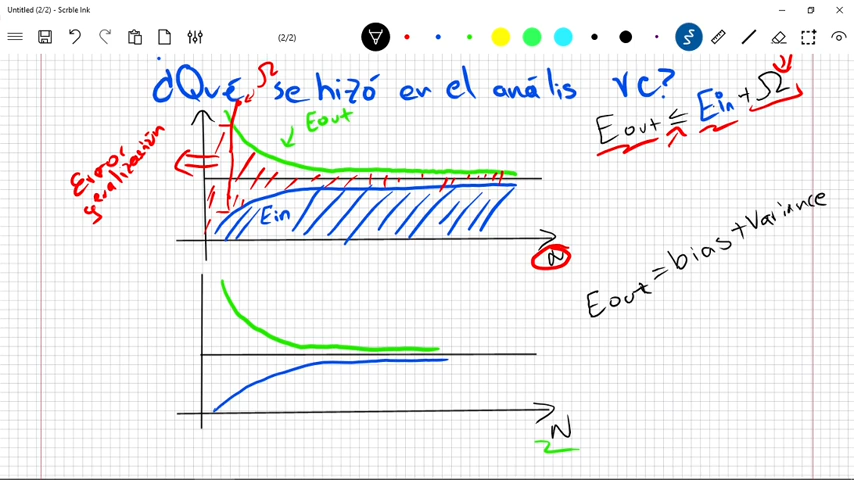 Untitled (2/2) - Scrble Ink
(2/2)
¿Qué se hizó en el análisis VC?
Ω
Eout
Eout ≤ Ein + Ω
Error
generalización
Ein
N
Eout = bias + Variance
N